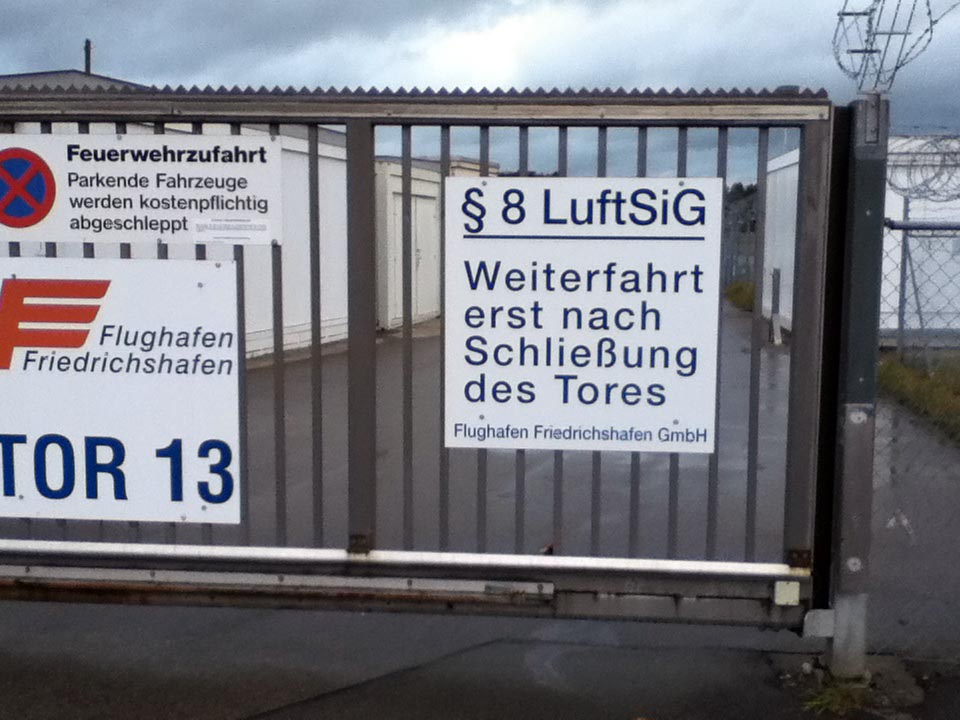 Feuerwehrzufahrt
Parkende Fahrzeuge
werden kostenpflichtig
abgeschleppt
Flughafen
Friedrichshafen
TOR 13
§ 8 LuftSiG
Weiterfahrt
erst nach
Schließung
des Tores
Flughafen Friedrichshafen GmbH